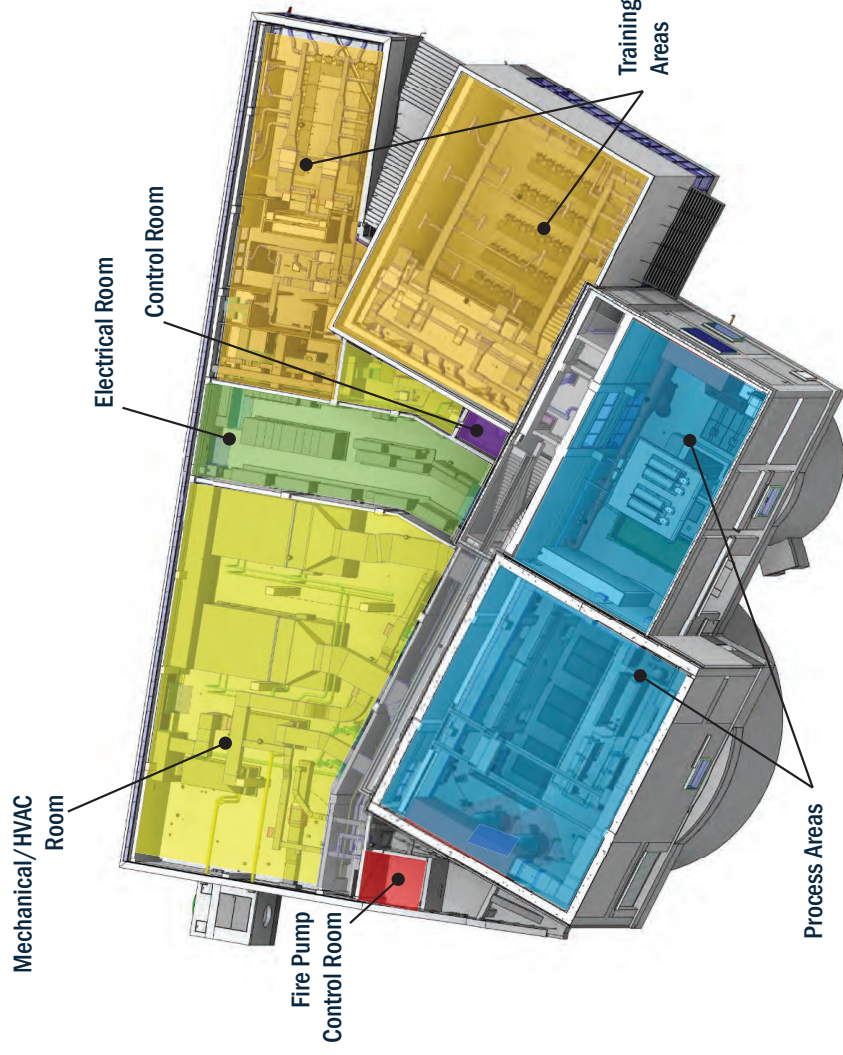 Mechanical/HVAC
Room
Fire Pump
Control Room
Electrical Room
Control Room
Training
Areas
Process Areas